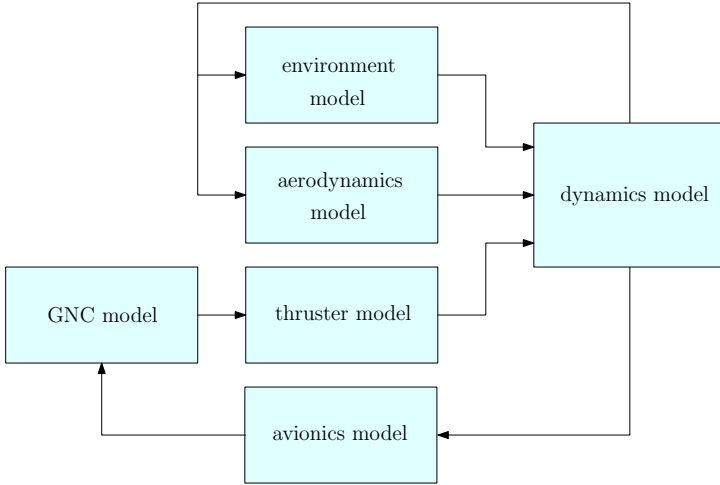 environment
model
aerodynamics
model
dynamics model
GNC model
thruster model
avionics model